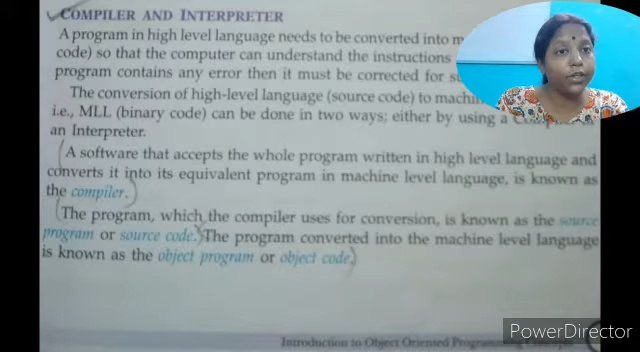 COMPILER AND INTERPRETER
A program in high level language needs to be converted into
code) so that the computer can understand the instructions
program contains any error then it must be corrected for
The conversion of high-level language (source code) to
i.e., MLL (binary code) can be done in two ways; either by using a
an Interpreter.
A software that accepts the whole program written in high level language and
converts it into its equivalent program in machine level language, is known as
the compiler.
The program, which the compiler uses for conversion, is known as the source
program or source code. The program converted into the machine level language
is known as the object program or object code.
PowerDirector
Introduction to Object Oriented Programming